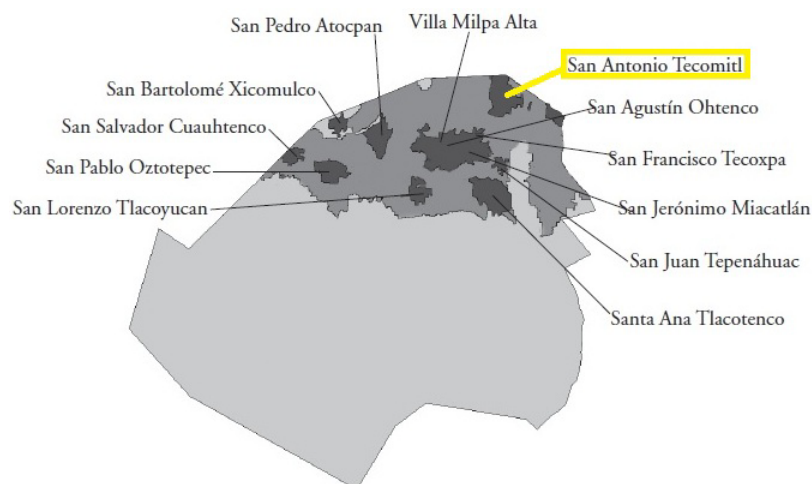 San Pedro Atocpan
Villa Milpa Alta
San Antonio Tecomitl
San Bartolomé Xicomulco
San Agustín Ohtenco
San Salvador Cuauhtenco
San Francisco Tecoxpa
San Pablo Oztotepec
San Lorenzo Tlacoyucan
San Jerónimo Miacatlán
San Juan Tepenáhuac
Santa Ana Tlacotenco